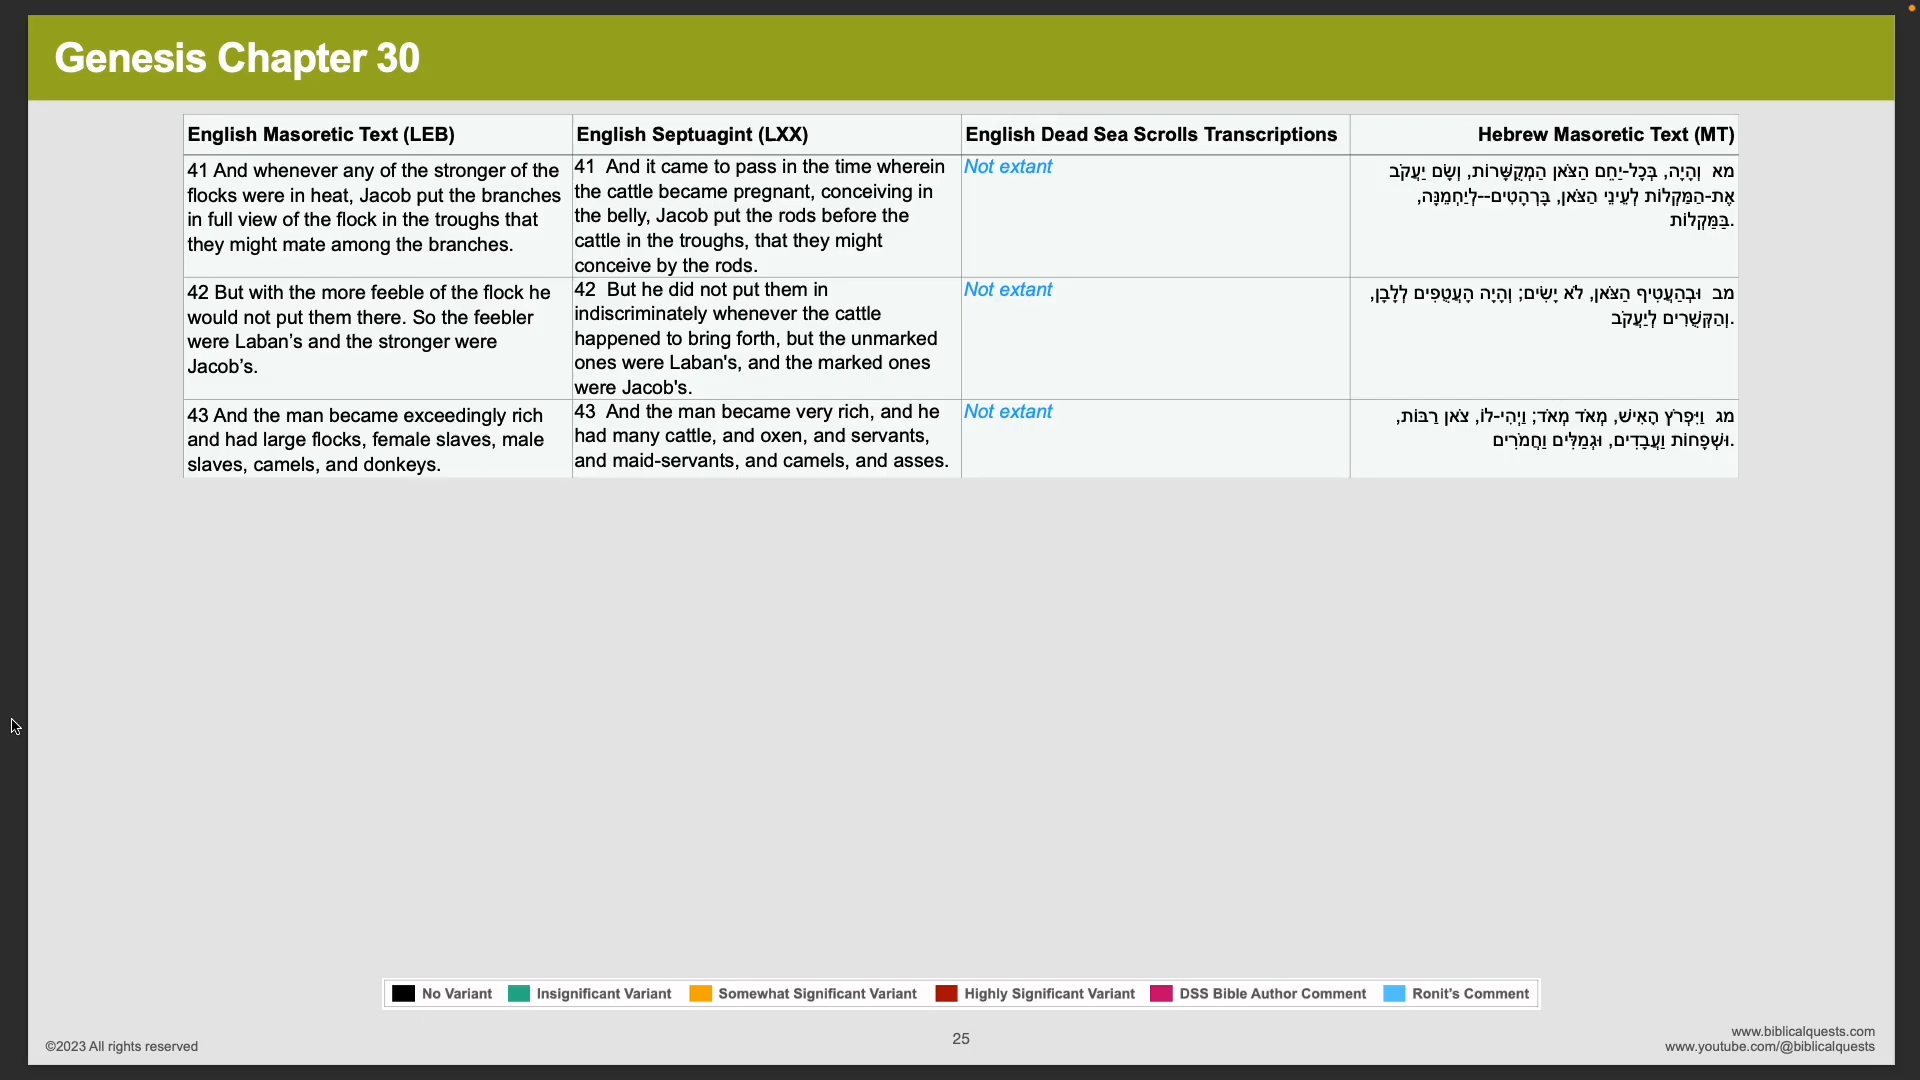 Genesis Chapter 30
English Masoretic Text (LEB)
English Septuagint (LXX)
English Dead Sea Scrolls Transcriptions
Hebrew Masoretic Text (MT)
41 And whenever any of the stronger of the
flocks were in heat, Jacob put the branches
in full view of the flock in the troughs that
they might mate among the branches.
41 And it came to pass in the time wherein
the cattle became pregnant, conceiving in
the belly, Jacob put the rods before the
cattle in the troughs, that they might
conceive by the rods.
Not extant
מא וְהָיָה, בְּכָל-יַחֵם הַצֹּאן הַמְקֻשָּׁרוֹת, וְשָׂם יַעֲקֹב
אֶת-הַמַּקְלוֹת לְעֵינֵי הַצֹּאן, בָּרְהָטִים--לְיַחְמֵנָּה,
בַּמַּקְלוֹת.
42 But with the more feeble of the flock he
would not put them there. So the feebler
were Laban’s and the stronger were
Jacob’s.
42 But he did not put them in
indiscriminately whenever the cattle
happened to bring forth, but the unmarked
ones were Laban's, and the marked ones
were Jacob's.
Not extant
מב וּבְהַעֲטִיף הַצֹּאן, לֹא יָשִׂים; וְהָיָה הָעֲטֻפִים לְלָבָן,
וְהַקְּשֻׁרִים לְיַעֲקֹב.
43 And the man became exceedingly rich
and had large flocks, female slaves, male
slaves, camels, and donkeys.
43 And the man became very rich, and he
had many cattle, and oxen, and servants,
and maid-servants, and camels, and asses.
Not extant
מג וַיִּפְרֹץ הָאִישׁ, מְאֹד מְאֹד; וַיְהִי-לוֹ, צֹאן רַבּוֹת,
וּשְׁפָחוֹת וַעֲבָדִים, וּגְמַלִּים וַחֲמֹרִים.
No Variant
Insignificant Variant
Somewhat Significant Variant
Highly Significant Variant
DSS Bible Author Comment
Ronit’s Comment
©2023 All rights reserved
25
www.biblicalquests.com
www.youtube.com/@biblicalquests